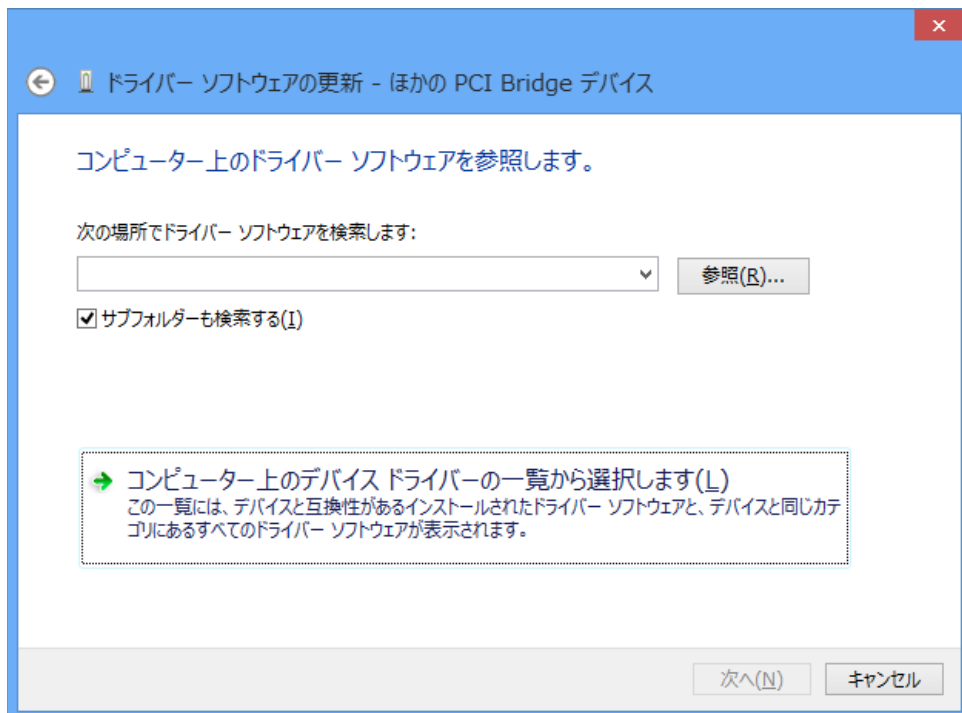 ドライバー ソフトウェアの更新 - ほかの PCI Bridge デバイス
コンピューター上のドライバー ソフトウェアを参照します。
次の場所でドライバー ソフトウェアを検索します:
参照(R)...
サブフォルダーも検索する(I)
コンピューター上のデバイス ドライバーの一覧から選択します(L)
この一覧には、デバイスと互換性があるインストールされたドライバー ソフトウェアと、デバイスと同じカテ
ゴリにあるすべてのドライバー ソフトウェアが表示されます。
次へ(N)
キャンセル